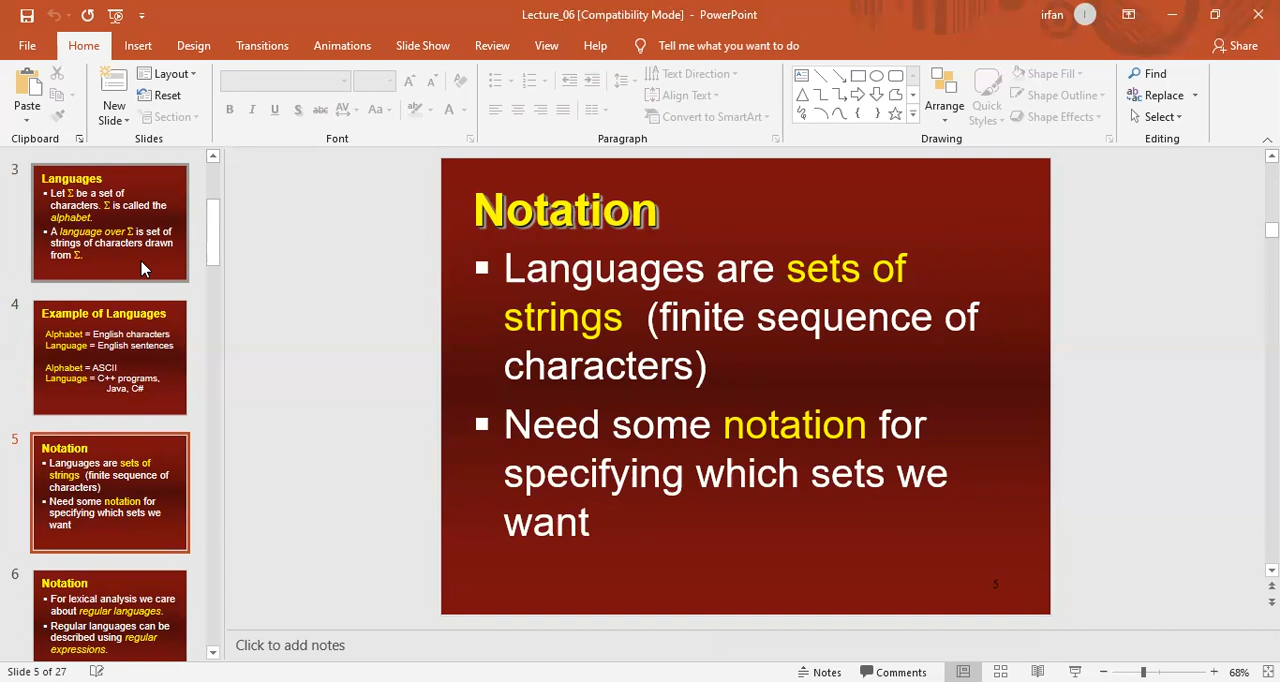 Lecture_06 [Compatibility Mode] - PowerPoint
irfan
File Home Insert Design Transitions Animations Slide Show Review View Help Tell me what you want to do Share
Paste
Clipboard
New Slide
Layout
Reset
Section
Slides
B I U S abc AV Aa A
Font
Text Direction
Align Text
Convert to SmartArt
Paragraph
Arrange
Quick Styles
Shape Fill
Shape Outline
Shape Effects
Drawing
Find
Replace
Select
Editing
3
Languages
Let Σ be a set of
characters. Σ is called the
alphabet.
A language over Σ is set of
strings of characters drawn
from Σ.
4
Example of Languages
Alphabet = English characters
Language = English sentences
Alphabet = ASCII
Language = C++ programs,
Java, C#
5
Notation
Languages are sets of
strings (finite sequence of
characters)
Need some notation for
specifying which sets we
want
6
Notation
For lexical analysis we care
about regular languages.
Regular languages can be
described using regular
expressions.
Notation
Languages are sets of
strings (finite sequence of
characters)
Need some notation for
specifying which sets we
want
5
Click to add notes
Slide 5 of 27
Notes
Comments
68%